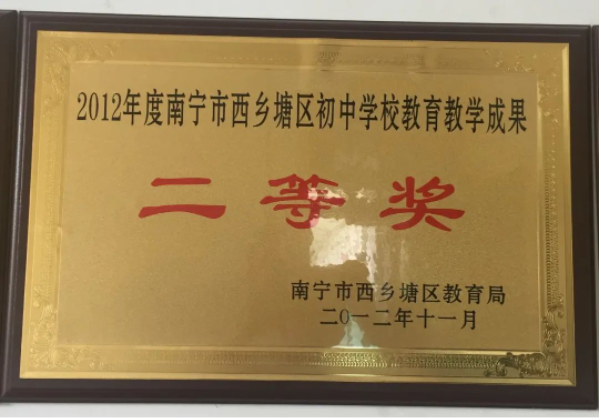 2012年度南宁市西乡塘区初中学校教育教学成果
二等奖
南宁市西乡塘区教育局
二〇一二年十一月